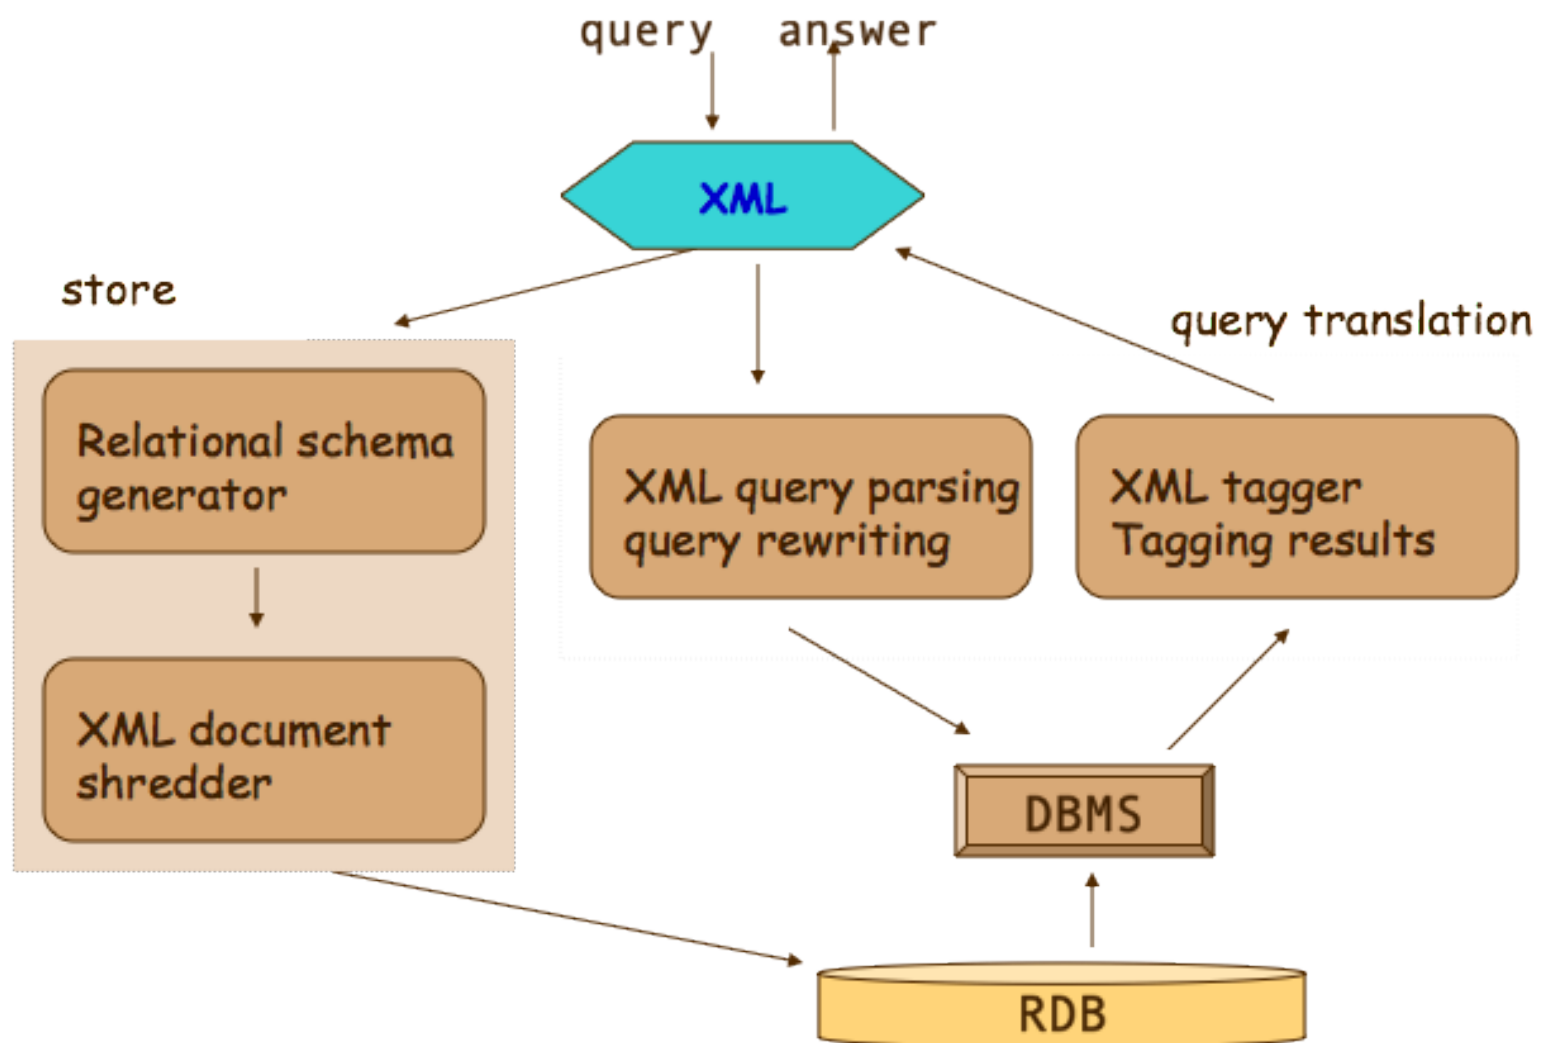 query answer
XML
store
query translation
Relational schema
generator
XML query parsing
query rewriting
XML tagger
Tagging results
XML document
shredder
DBMS
RDB